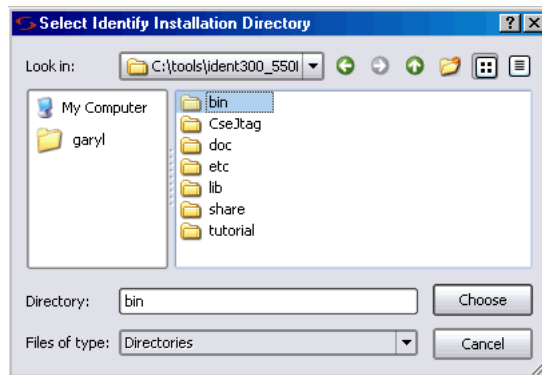 Select Identify Installation Directory
Look in: C:\tools\ident300_550
My Computer
garyl
bin
CseJtag
doc
etc
lib
share
tutorial
Directory: bin
Choose
Files of type: Directories
Cancel